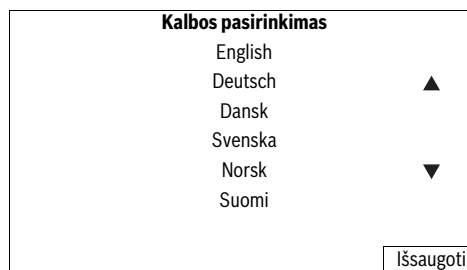 Kalbos pasirinkimas
English
Deutsch
Dansk
Svenska
Norsk
Suomi
Išsaugoti